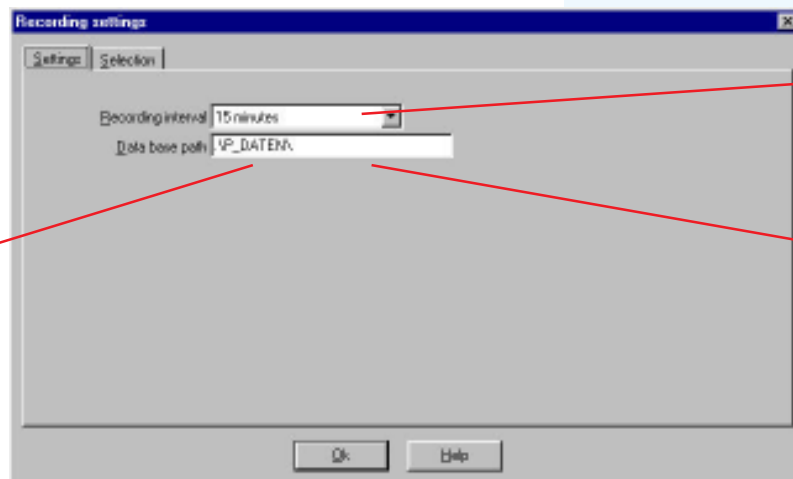 Recording settings
Settings Selection
Recording interval 15 minutes
Data base path .\P_DATEN\
Ok Help